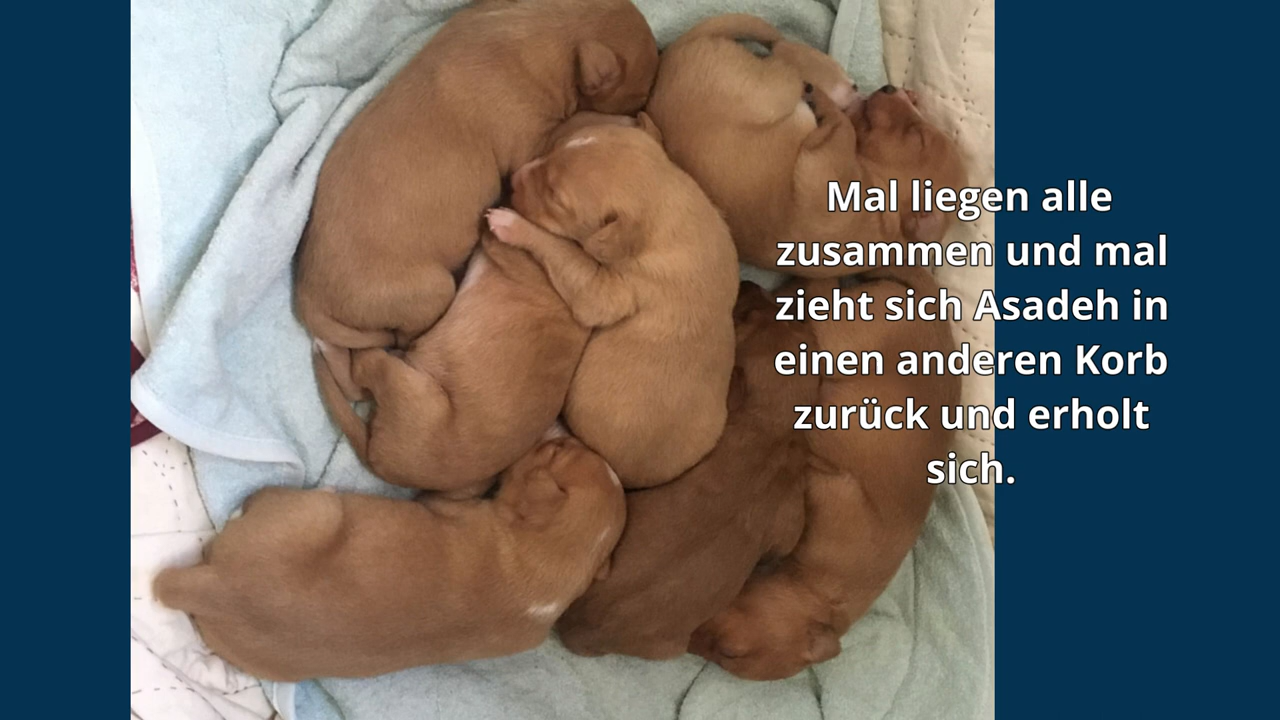 Mal liegen alle
zusammen und mal
zieht sich Asadeh in
einen anderen Korb
zurück und erholt
sich.